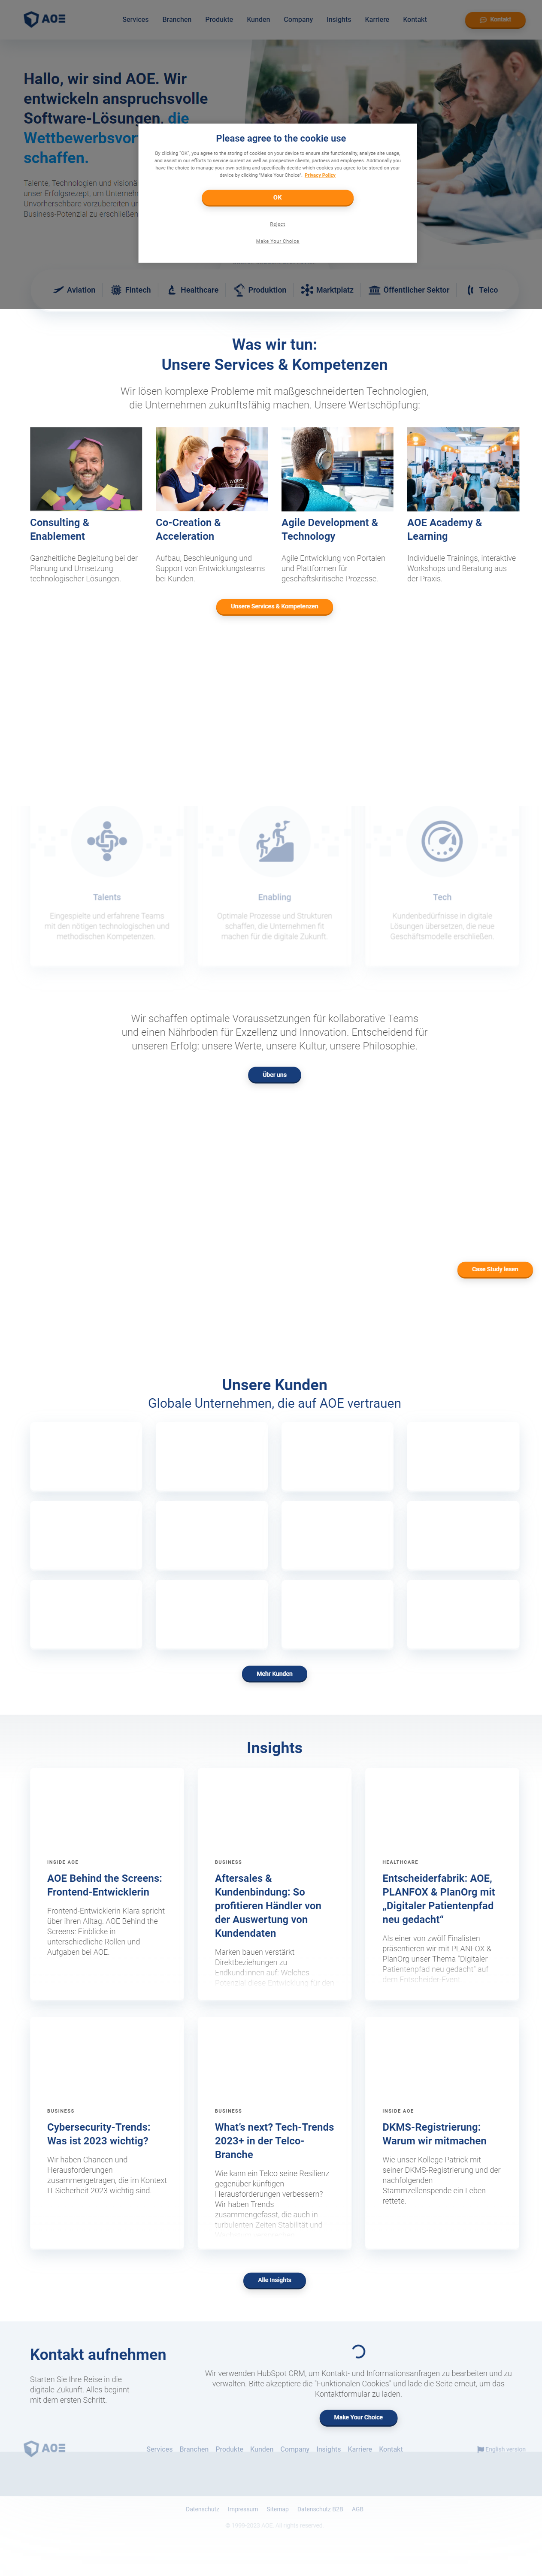 AOE
Services Branchen Produkte Kunden Company Insights Karriere Kontakt
Kontakt
Hallo, wir sind AOE. Wir
entwickeln anspruchsvolle
Software-Lösungen, die
schaffen.
Talente, Technologien und
unser Erfolgsrezept, um
Business-Potenzial zu
Please agree to the cookie use
By clicking "OK", you agree to the storing of cookies on your device to ensure site functionality, analyze site usage,
and assist in our efforts to service current as well as prospective clients, partners and employees. Additionally you
have the choice to manage your own setting and specifically decide which cookies you agree to be stored on your
device by clicking "Make Your Choice". Privacy Policy
OK
Reject
Make Your Choice
Aviation Fintech Healthcare Produktion Marktplatz Öffentlicher Sektor Telco
Was wir tun:
Unsere Services & Kompetenzen
Wir lösen komplexe Probleme mit maßgeschneiderten Technologien,
die Unternehmen zukunftsfähig machen. Unsere Wertschöpfung:
Consulting &
Enablement
Ganzheitliche Begleitung bei der
Planung und Umsetzung
technologischer Lösungen.
Co-Creation &
Acceleration
Aufbau, Beschleunigung und
Support von Entwicklungsteams
bei Kunden.
Agile Development &
Technology
Agile Entwicklung von Portalen
und Plattformen für
geschäftskritische Prozesse.
AOE Academy &
Learning
Individuelle Trainings, interaktive
Workshops und Beratung aus
der Praxis.
Unsere Services & Kompetenzen
Talents
Eingespielte und erfahrene Teams
mit den nötigen technologischen und
methodischen Kompetenzen.
Enabling
Optimale Prozesse und Strukturen
schaffen, die Unternehmen fit
machen für die digitale Zukunft.
Tech
Kundenbedürfnisse in digitale
Lösungen übersetzen, die neue
Geschäftsmodelle erschließen.
Wir schaffen optimale Voraussetzungen für kollaborative Teams
und einen Nährboden für Exzellenz und Innovation. Entscheidend für
unseren Erfolg: unsere Werte, unsere Kultur, unsere Philosophie.
Über uns
Case Study lesen
Unsere Kunden
Globale Unternehmen, die auf AOE vertrauen
Mehr Kunden
Insights
INSIDE AOE
AOE Behind the Screens:
Frontend-Entwicklerin
Frontend-Entwicklerin Klara spricht
über ihren Alltag. AOE Behind the
Screens: Einblicke in
unterschiedliche Rollen und
Aufgaben bei AOE.
BUSINESS
Aftersales &
Kundenbindung: So
profitieren Händler von
der Auswertung von
Kundendaten
Marken bauen verstärkt
Direktbeziehungen zu
Endkund:innen auf. Welches
Potenzial diese Entwicklung für den
HEALTHCARE
Entscheiderfabrik: AOE,
PLANFOX & PlanOrg mit
„Digitaler Patientenpfad
neu gedacht“
Als einer von zwölf Finalisten
präsentieren wir mit PLANFOX &
PlanOrg unser Thema "Digitaler
Patientenpfad neu gedacht" auf
dem Entscheider-Event.
BUSINESS
Cybersecurity-Trends:
Was ist 2023 wichtig?
Wir haben Chancen und
Herausforderungen
zusammengetragen, die im Kontext
IT-Sicherheit 2023 wichtig sind.
BUSINESS
What’s next? Tech-Trends
2023+ in der Telco-
Branche
Wie kann ein Telco seine Resilienz
gegenüber künftigen
Herausforderungen verbessern?
Wir haben Trends
zusammengefasst, die auch in
turbulenten Zeiten Stabilität und
INSIDE AOE
DKMS-Registrierung:
Warum wir mitmachen
Wie unser Kollege Patrick mit
seiner DKMS-Registrierung und der
nachfolgenden
Stammzellenspende ein Leben
rettete.
Alle Insights
Kontakt aufnehmen
Starten Sie Ihre Reise in die
digitale Zukunft. Alles beginnt
mit dem ersten Schritt.
Wir verwenden HubSpot CRM, um Kontakt- und Informationsanfragen zu bearbeiten und zu
verwalten. Bitte akzeptiere die "Funktionalen Cookies" und lade die Seite erneut, um das
Kontaktformular zu laden.
Make Your Choice
AOE
Services Branchen Produkte Kunden Company Insights Karriere Kontakt
English version
Datenschutz Impressum Sitemap Datenschutz B2B AGB